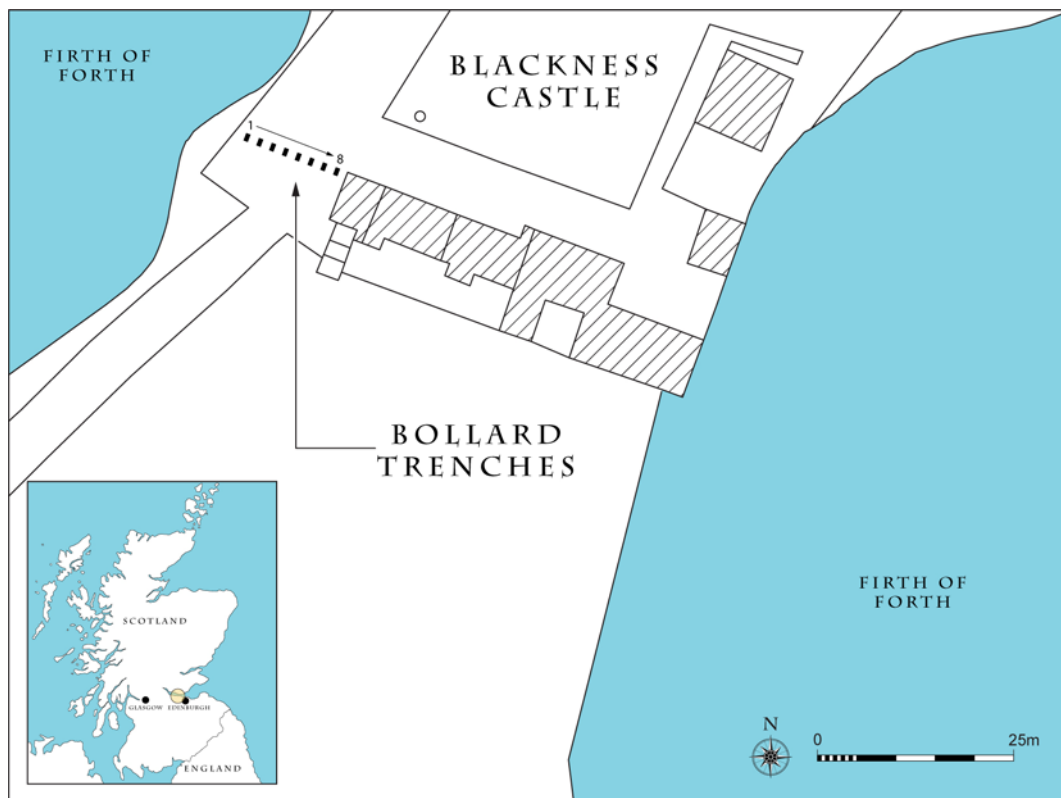 FIRTH OF
FORTH
BLACKNESS
CASTLE
1
8
BOLLARD
TRENCHES
FIRTH OF
FORTH
SCOTLAND
GLASGOW
EDINBURGH
ENGLAND
N
0
25m